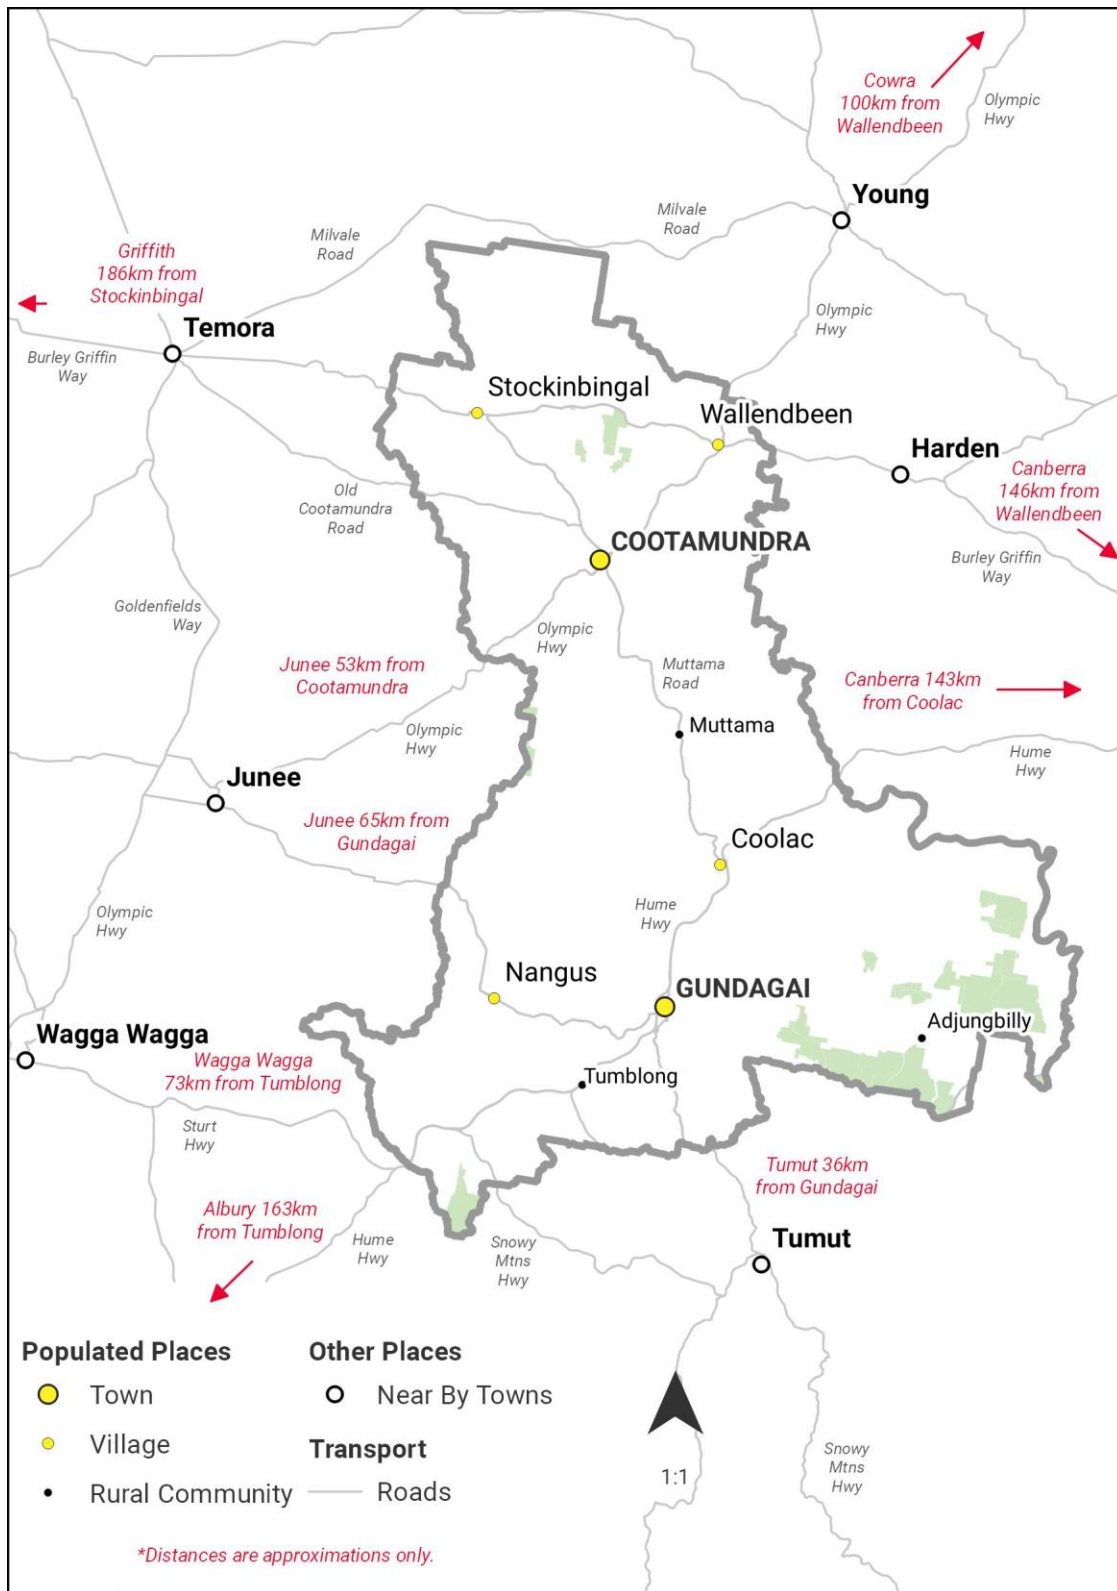 Cowra
100km from
Wallendbeen
Olympic
Hwy
Young
Milvale
Road
Milvale
Road
Griffith
186km from
Stockinbingal
Olympic
Hwy
Temora
Burley Griffin
Way
Stockinbingal
Wallendbeen
Harden
Canberra
146km from
Wallendbeen
Old
Cootamundra
Road
COOTAMUNDRA
Burley Griffin
Way
Goldenfields
Way
Olympic
Hwy
Junee 53km from
Cootamundra
Muttama
Road
Canberra 143km
from Coolac
Olympic
Hwy
Muttama
Hume
Hwy
Junee
Junee 65km from
Gundagai
Coolac
Olympic
Hwy
Hume
Hwy
Nangus
GUNDAGAI
Adjungbilly
Wagga Wagga
Wagga Wagga
73km from Tumblong
Tumblong
Sturt
Hwy
Tumut 36km
from Gundagai
Albury 163km
from Tumblong
Hume
Hwy
Snowy
Mtns
Hwy
Tumut
Populated Places
Town
Village
Rural Community
Other Places
Near By Towns
Transport
Roads
1:1
Snowy
Mtns
Hwy
*Distances are approximations only.